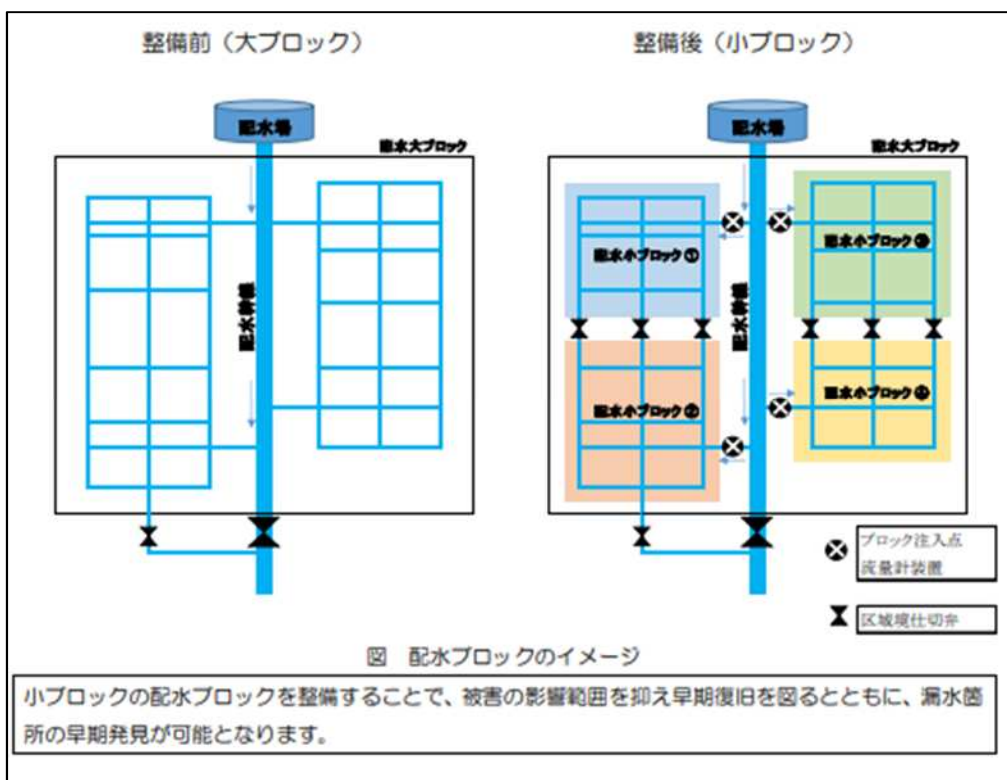 整備前（大ブロック）
整備後（小ブロック）
配水場
配水大ブロック
配水幹線
配水場
配水大ブロック
配水小ブロック①
配水小ブロック③
配水幹線
配水小ブロック②
配水小ブロック④
ブロック注入点
流量計装置
区域境仕切弁
図　配水ブロックのイメージ
小ブロックの配水ブロックを整備することで、被害の影響範囲を抑え早期復旧を図るとともに、漏水箇
所の早期発見が可能となります。